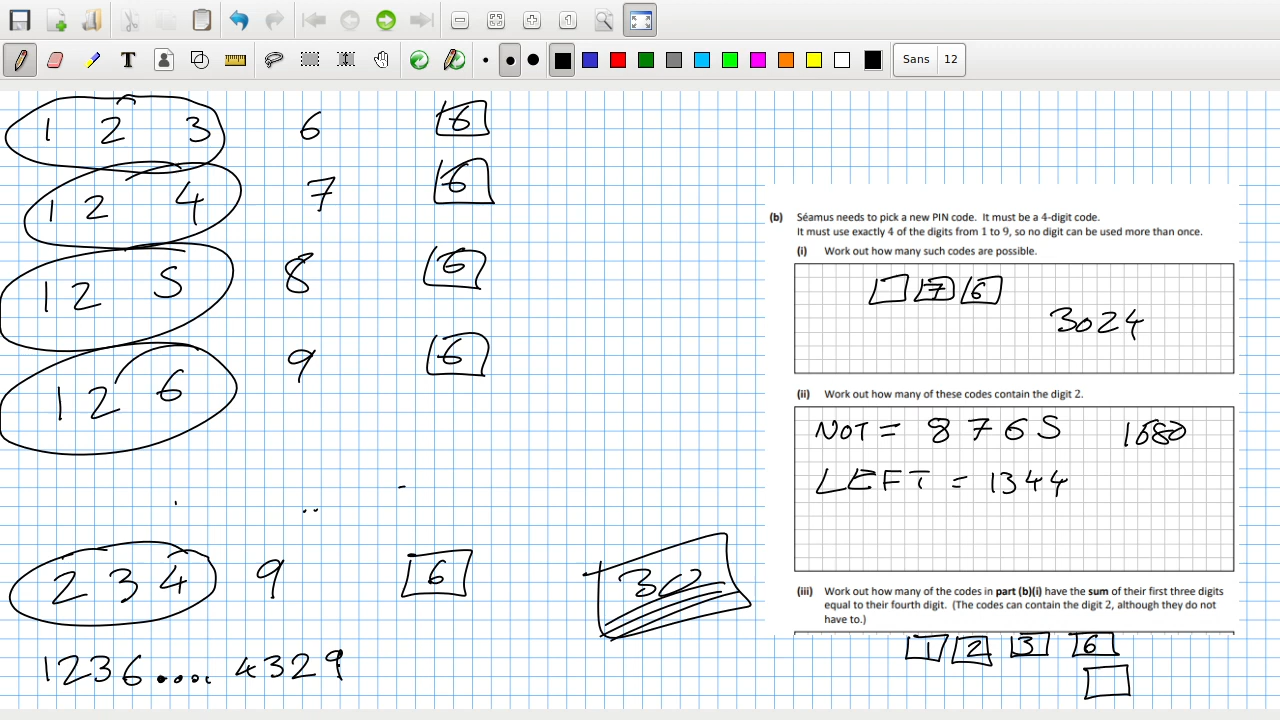 Sans 12
1 2 3 6 6
1 2 4 7 6
1 2 5 8 6
1 2 6 9 6
2 3 4 9 6
1236 .... 4329
(b) Séamus needs to pick a new PIN code. It must be a 4-digit code.
It must use exactly 4 of the digits from 1 to 9, so no digit can be used more than once.
(i) Work out how many such codes are possible.
7 6
3024
(ii) Work out how many of these codes contain the digit 2.
NOT = 8 7 6 5 1680
LEFT = 1344
(iii) Work out how many of the codes in part (b)(i) have the sum of their first three digits
equal to their fourth digit. (The codes can contain the digit 2, although they do not
have to.)
1 2 3 6